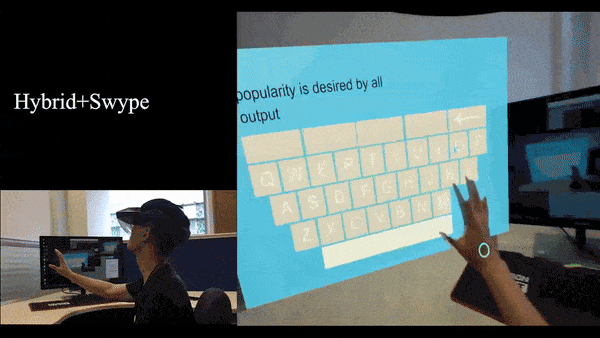 Hybrid+Swype
popularity is desired by all
output
Q W E R T Y U I
A S D F G H J K
Z X C V B N M